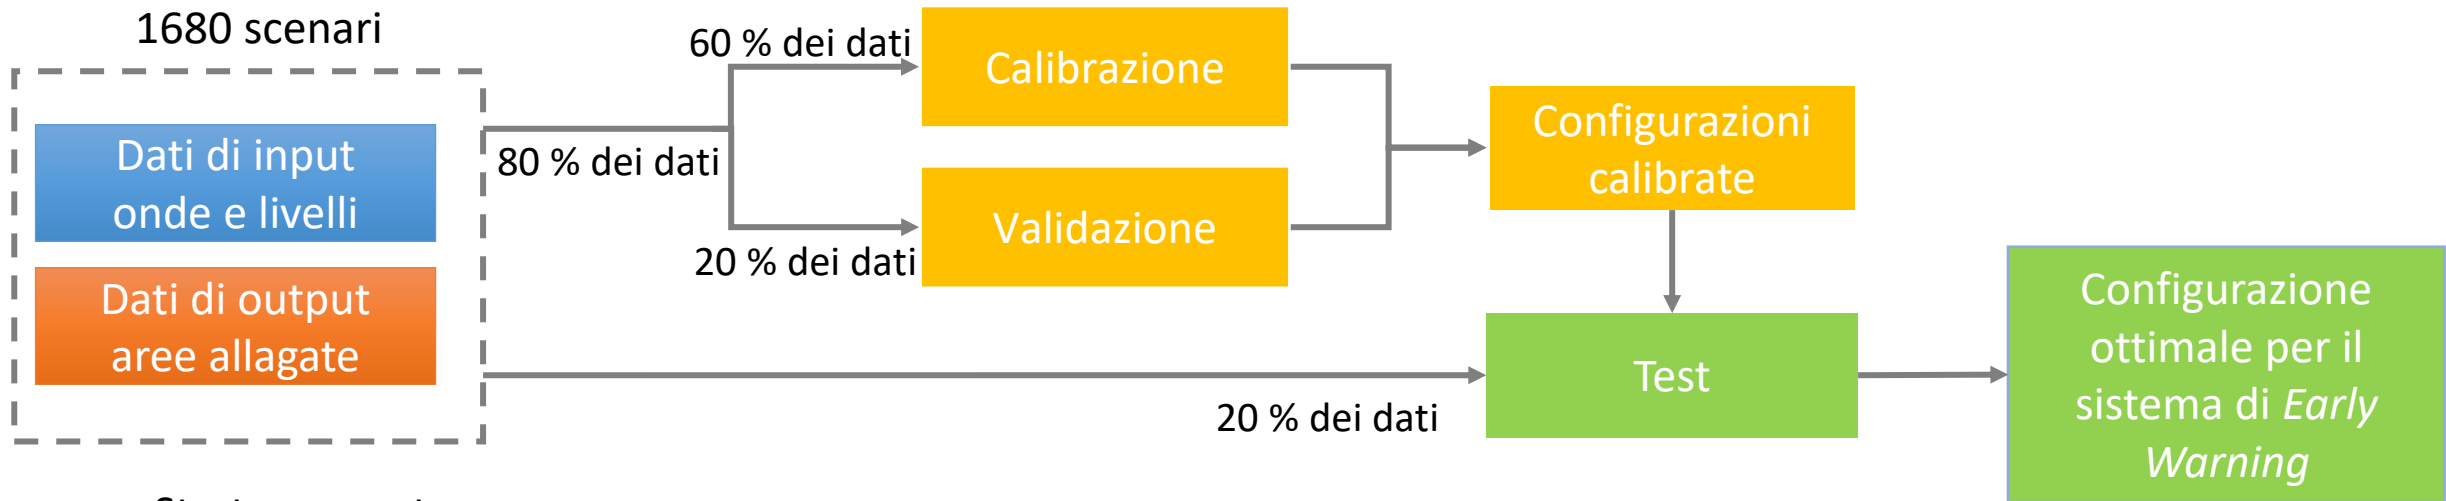 1680 scenari
Dati di input
onde e livelli
Dati di output
aree allagate
80 % dei dati
60 % dei dati
20 % dei dati
Calibrazione
Validazione
Configurazioni
calibrate
20 % dei dati
Test
Configurazione
ottimale per il
sistema di Early
Warning